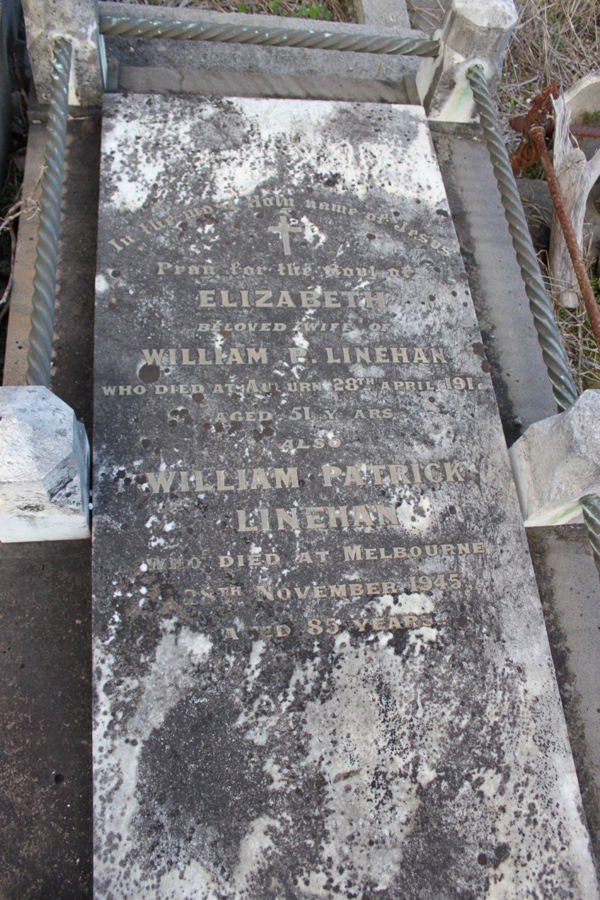 In the most Holy name of Jesus
Pray for the Soul of
ELIZABETH
BELOVED WIFE OF
WILLIAM P. LINEHAN
WHO DIED AT AUBURN 28TH APRIL
AGED 51 YEARS
ALSO
WILLIAM PATRICK
LINEHAN
WHO DIED AT MELBOURNE
NOVEMBER 1945,
AGED 85 YEARS.